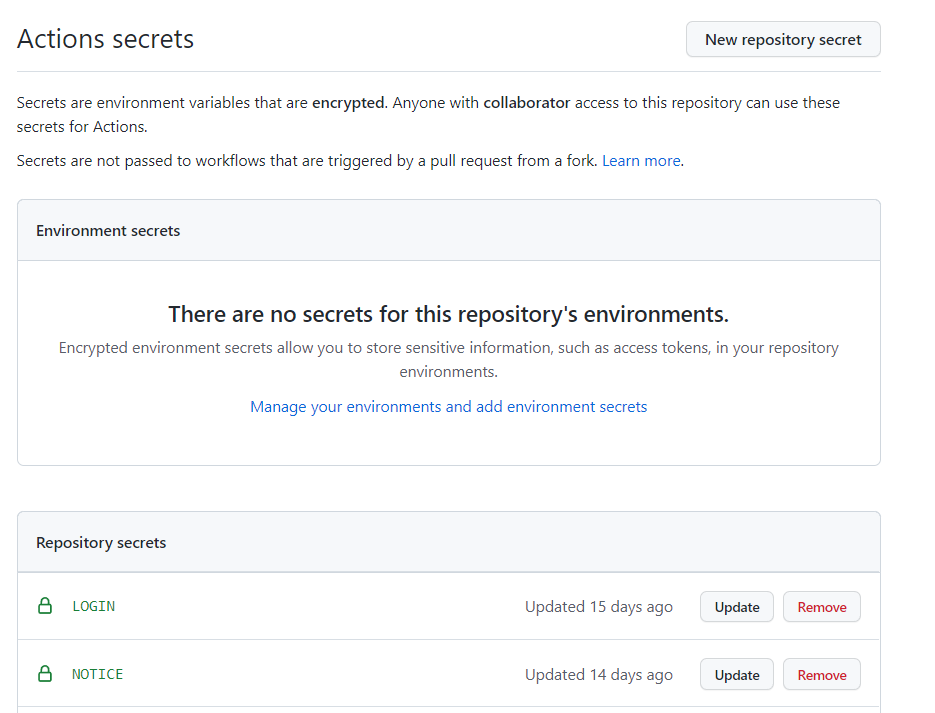 Actions secrets
New repository secret
Secrets are environment variables that are encrypted. Anyone with collaborator access to this repository can use these
secrets for Actions.
Secrets are not passed to workflows that are triggered by a pull request from a fork. Learn more.
Environment secrets
There are no secrets for this repository's environments.
Encrypted environment secrets allow you to store sensitive information, such as access tokens, in your repository
environments.
Manage your environments and add environment secrets
Repository secrets
LOGIN Updated 15 days ago Update Remove
NOTICE Updated 14 days ago Update Remove